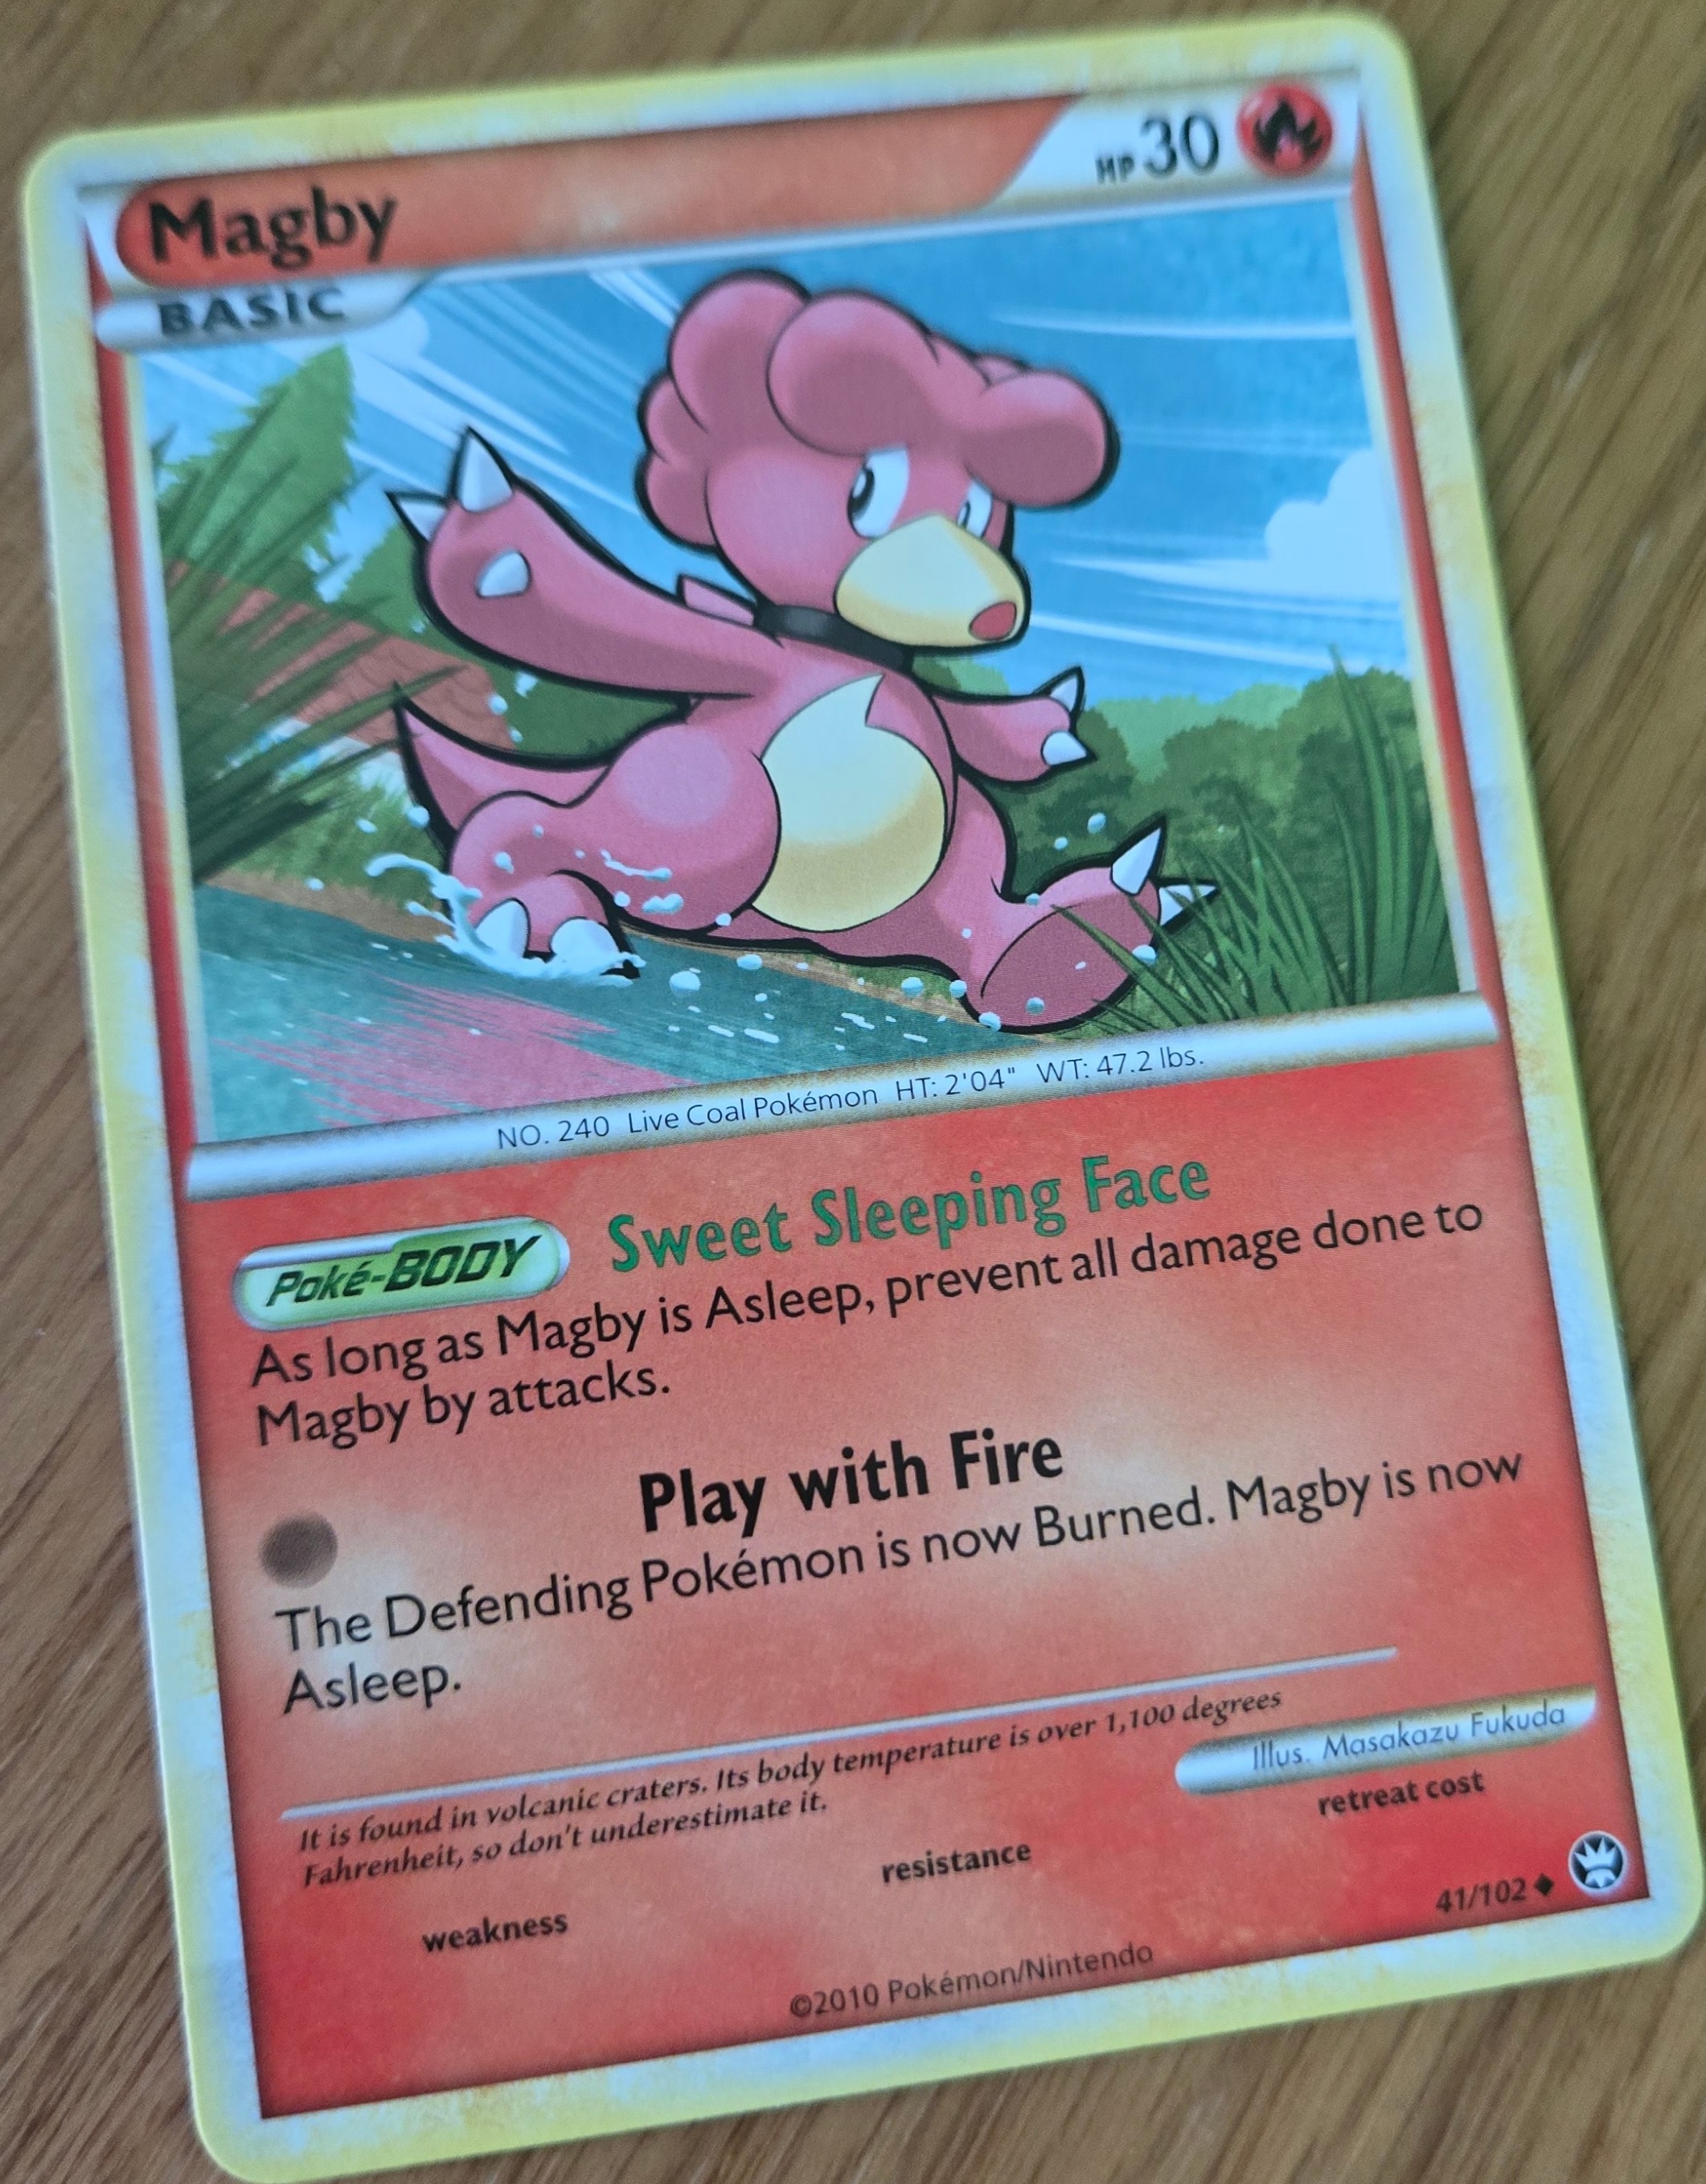 Magby
HP 30
BASIC
NO. 240 Live Coal Pokémon HT: 2'04" WT: 47.2 lbs.
Poké-BODY Sweet Sleeping Face
As long as Magby is Asleep, prevent all damage done to
Magby by attacks.
Play with Fire
The Defending Pokémon is now Burned. Magby is now
Asleep.
It is found in volcanic craters. Its body temperature is over 1,100 degrees
Fahrenheit, so don't underestimate it.
Illus. Masakazu Fukuda
weakness
resistance
retreat cost
41/102
©2010 Pokémon/Nintendo